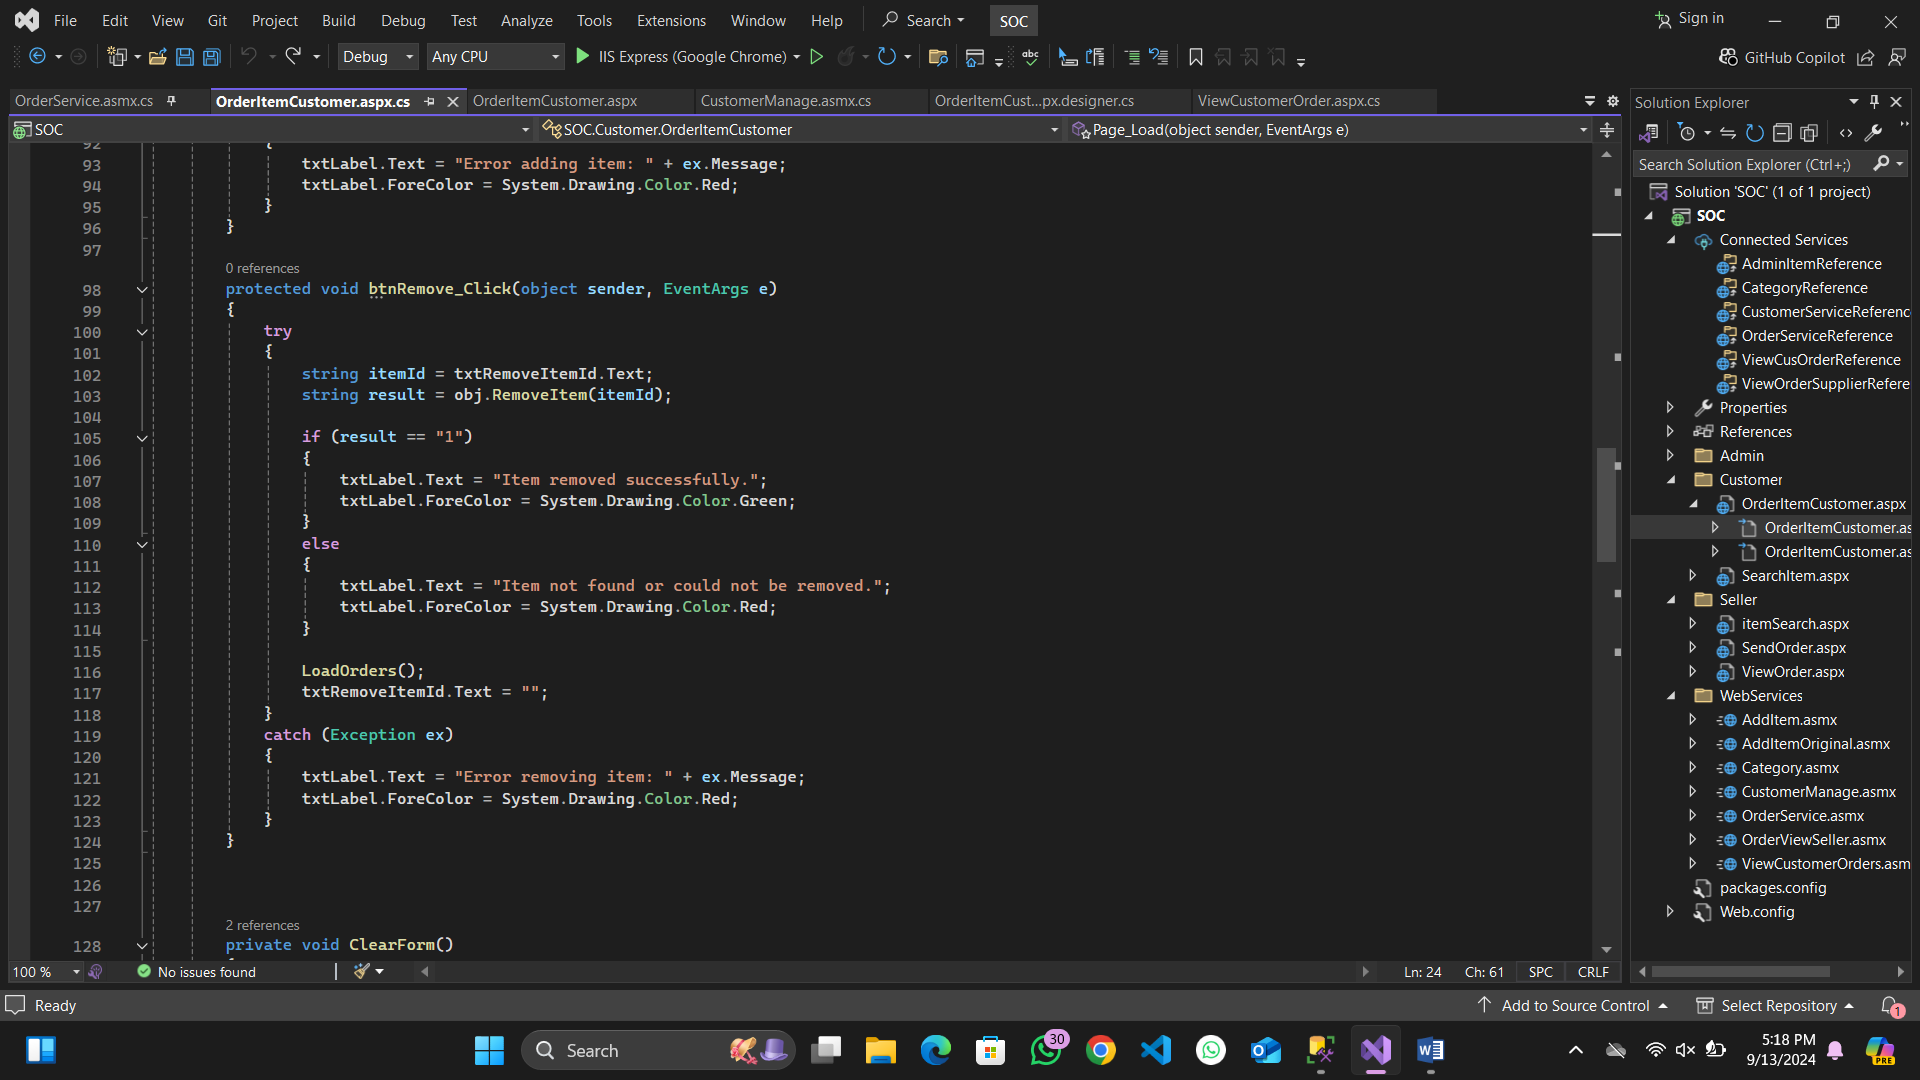 File Edit View Git Project Build Debug Test Analyze Tools Extensions Window Help Search SOC Sign in
Debug Any CPU IIS Express (Google Chrome) GitHub Copilot
OrderService.asmx.cs OrderItemCustomer.aspx.cs OrderItemCustomer.aspx CustomerManage.asmx.cs OrderItemCust...px.designer.cs ViewCustomerOrder.aspx.cs
SOC SOC.Customer.OrderItemCustomer Page_Load(object sender, EventArgs e)
92 {
93 txtLabel.Text = "Error adding item: " + ex.Message;
94 txtLabel.ForeColor = System.Drawing.Color.Red;
95 }
96 }
97
0 references
98 protected void btnRemove_Click(object sender, EventArgs e)
99 {
100 try
101 {
102 string itemId = txtRemoveItemId.Text;
103 string result = obj.RemoveItem(itemId);
104
105 if (result == "1")
106 {
107 txtLabel.Text = "Item removed successfully.";
108 txtLabel.ForeColor = System.Drawing.Color.Green;
109 }
110 else
111 {
112 txtLabel.Text = "Item not found or could not be removed.";
113 txtLabel.ForeColor = System.Drawing.Color.Red;
114 }
115
116 LoadOrders();
117 txtRemoveItemId.Text = "";
118 }
119 catch (Exception ex)
120 {
121 txtLabel.Text = "Error removing item: " + ex.Message;
122 txtLabel.ForeColor = System.Drawing.Color.Red;
123 }
124 }
125
126
127
2 references
128 private void ClearForm()
100 % No issues found Ln: 24 Ch: 61 SPC CRLF
Solution Explorer
Search Solution Explorer (Ctrl+;)
Solution 'SOC' (1 of 1 project)
SOC
Connected Services
AdminItemReference
CategoryReference
CustomerServiceReferenc
OrderServiceReference
ViewCusOrderReference
ViewOrderSupplierRefere
Properties
References
Admin
Customer
OrderItemCustomer.aspx
OrderItemCustomer.as
OrderItemCustomer.as
SearchItem.aspx
Seller
itemSearch.aspx
SendOrder.aspx
ViewOrder.aspx
WebServices
AddItem.asmx
AddItemOriginal.asmx
Category.asmx
CustomerManage.asmx
OrderService.asmx
OrderViewSeller.asmx
ViewCustomerOrders.asm
packages.config
Web.config
Ready Add to Source Control Select Repository 1
Search 30 5:18 PM
9/13/2024 PRE